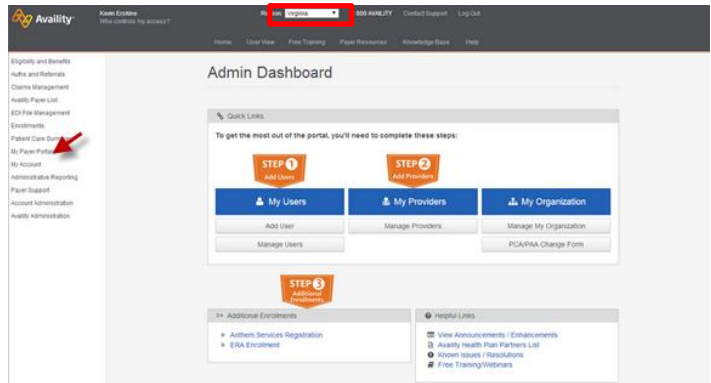 Availity
Kevin Erstine
Who controls my access?
Region: Virginia
800-AVAILITY
Contact Support
Log Out
Home
User View
Free Training
Payer Resources
Knowledge Base
Help
Eligibility and Benefits
Auths and Referrals
Claims Management
Availity Payer List
EDI File Management
Enrollments
Patient Care
My Payer
My Account
Administrative Reporting
Payer Support
Account Administration
Availity Administration
Admin Dashboard
Quick Links
To get the most out of the portal, you'll need to complete these steps:
STEP 1
Add Users
STEP 2
Add Providers
My Users
My Providers
My Organization
Add User
Manage Providers
Manage My Organization
Manage Users
PCA/PAA Change Form
STEP 3
Additional
Enrollments
Additional Enrollments
Helpful Links
Anthem Services Registration
ERA Enrollment
View Announcements / Enhancements
Availity Health Plan Partners List
Known Issues / Resolutions
Free Training/Webinars